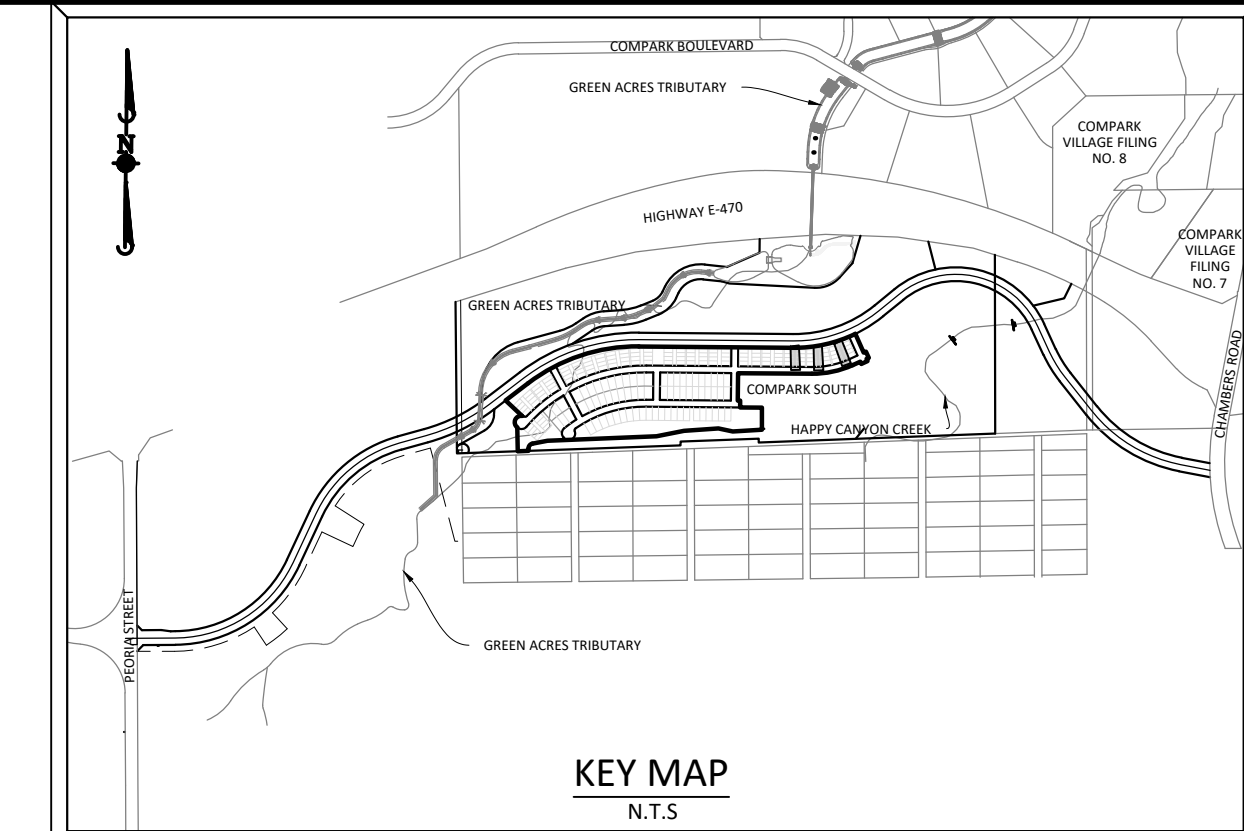 COMPARK BOULEVARD
GREEN ACRES TRIBUTARY
COMPARK
VILLAGE FILING
NO. 8
N
HIGHWAY E-470
COMPARK
VILLAGE
FILING
NO. 7
GREEN ACRES TRIBUTARY
CHAMBERS ROAD
COMPARK SOUTH
HAPPY CANYON CREEK
PEORIA STREET
GREEN ACRES TRIBUTARY
KEY MAP
N.T.S